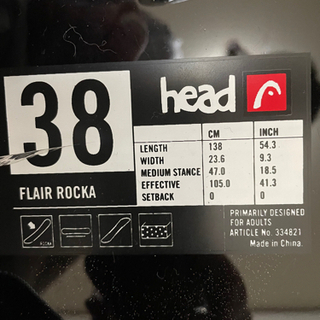 38
head
CM INCH
LENGTH 138 54.3
WIDTH 23.6 9.3
MEDIUM STANCE 47.0 18.5
EFFECTIVE 105.0 41.3
SETBACK 0 0
FLAIR ROCKA
PRIMARILY DESIGNED
FOR ADULTS
ARTICLE No. 334821
Made in China.